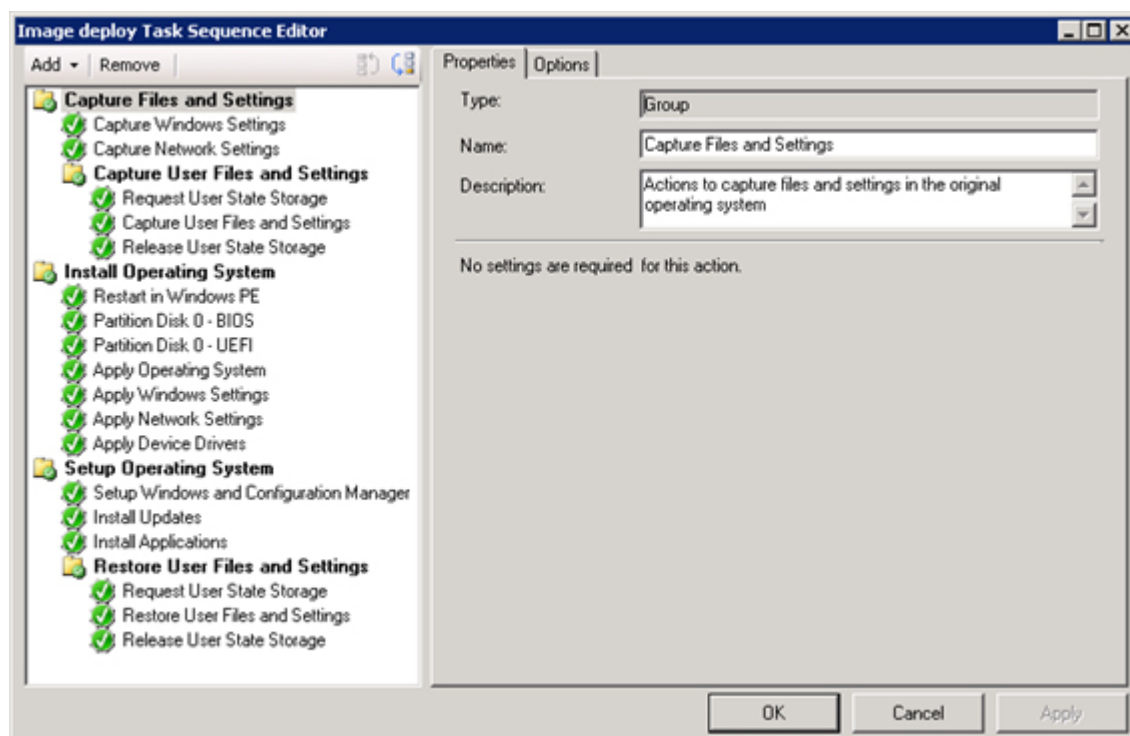 Image deploy Task Sequence Editor
Add
Remove
Capture Files and Settings
Capture Windows Settings
Capture Network Settings
Capture User Files and Settings
Request User State Storage
Capture User Files and Settings
Release User State Storage
Install Operating System
Restart in Windows PE
Partition Disk 0 - BIOS
Partition Disk 0 - UEFI
Apply Operating System
Apply Windows Settings
Apply Network Settings
Apply Device Drivers
Setup Operating System
Setup Windows and Configuration Manager
Install Updates
Install Applications
Restore User Files and Settings
Request User State Storage
Restore User Files and Settings
Release User State Storage
Properties
Options
Type:
Group
Name:
Capture Files and Settings
Description:
Actions to capture files and settings in the original
operating system
No settings are required for this action.
OK
Cancel
Apply